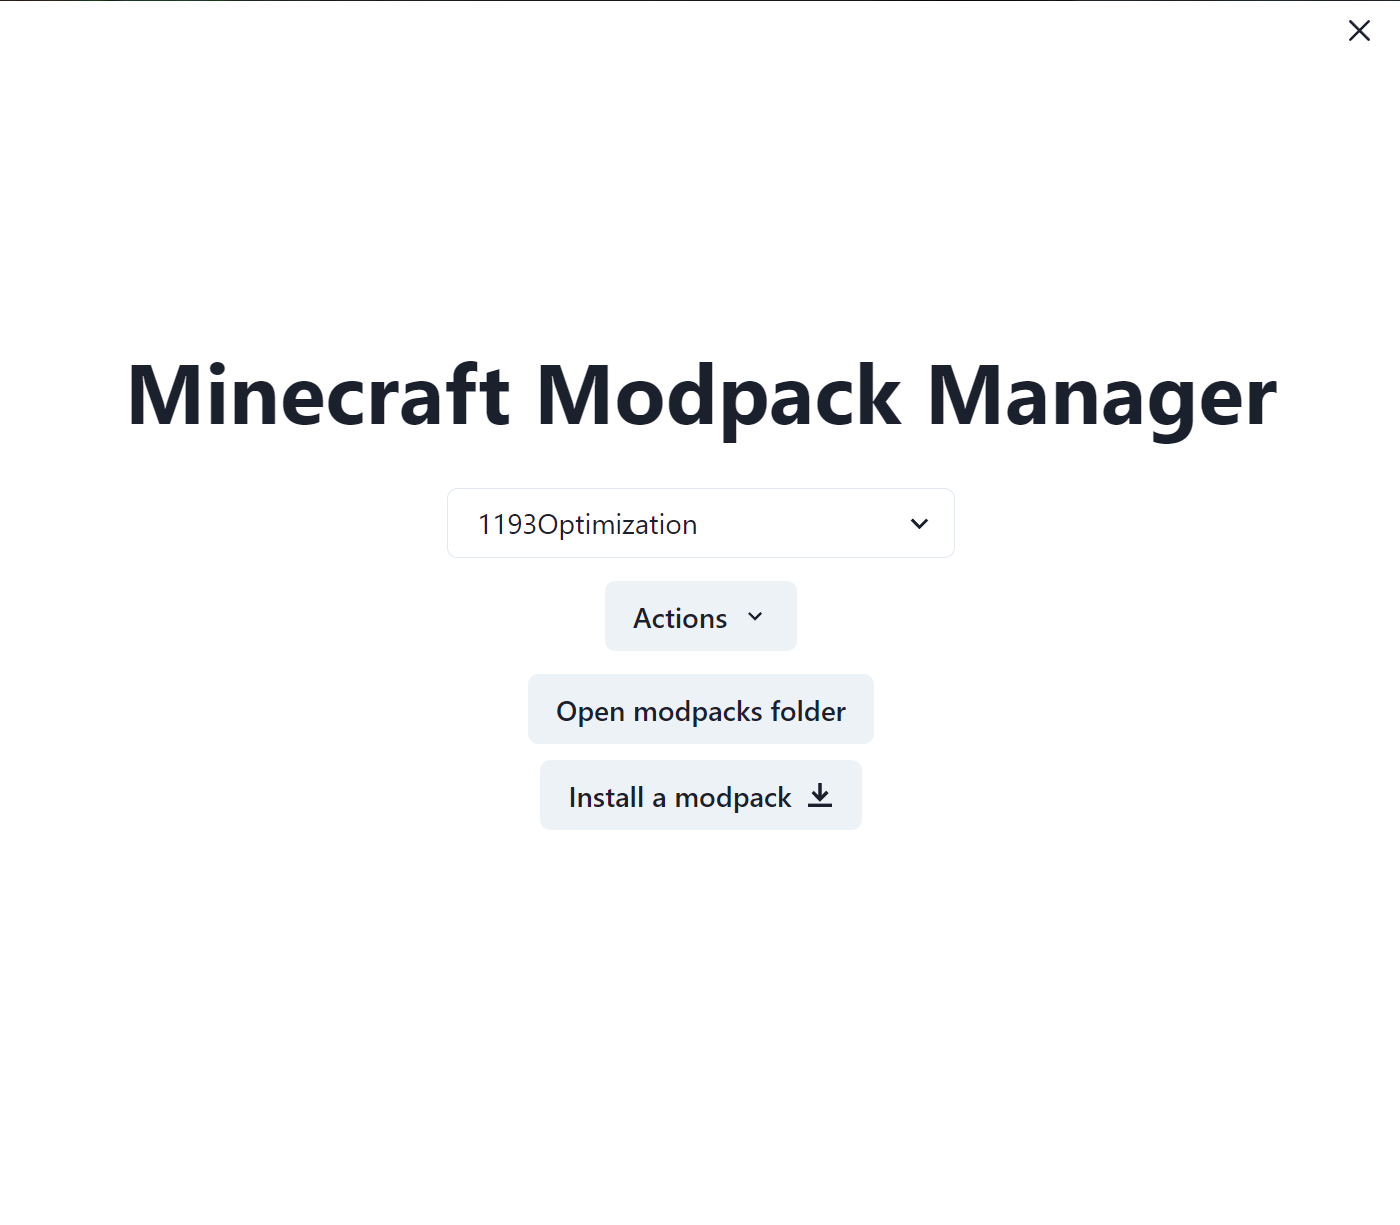 Minecraft Modpack Manager
1193Optimization
Actions
Open modpacks folder
Install a modpack